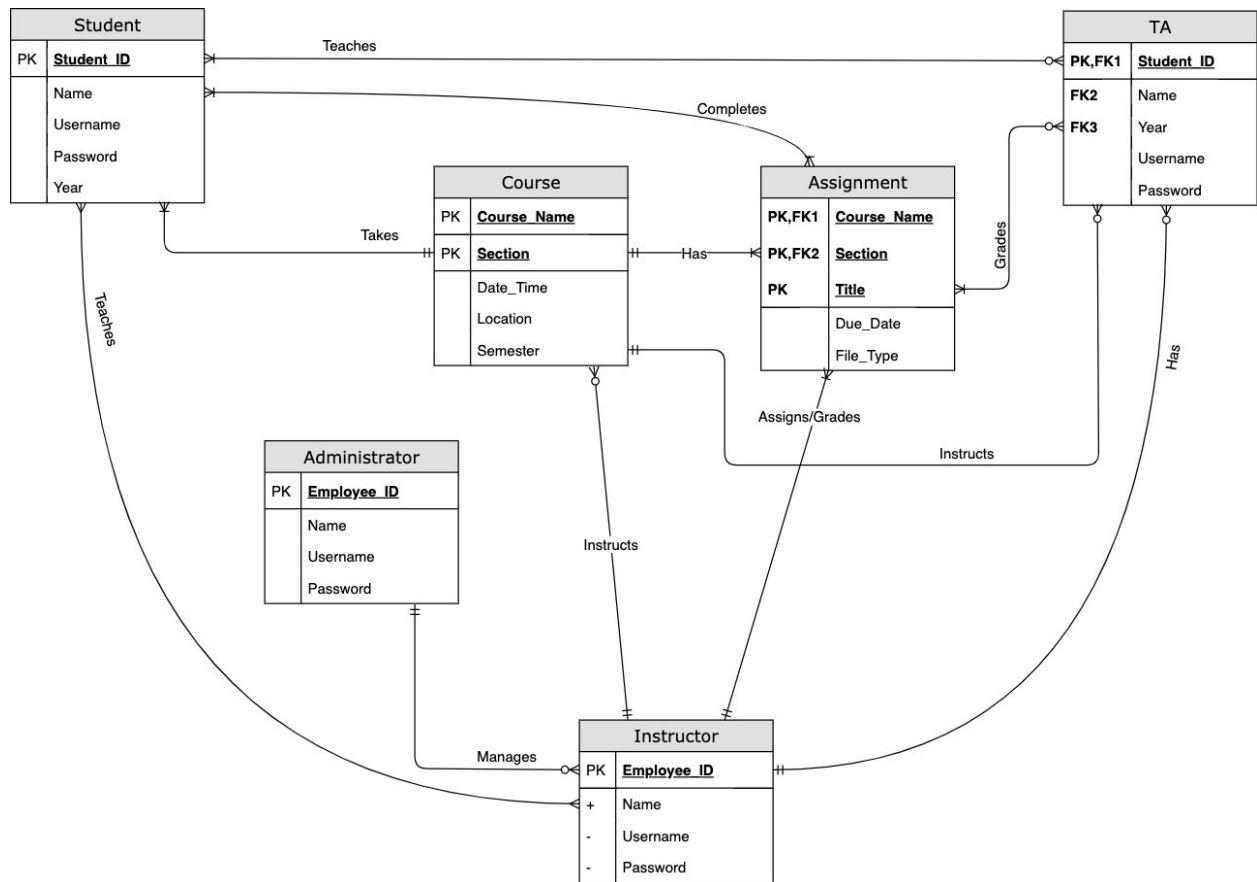 Student
PK Student_ID
Name
Username
Password
Year
TA
PK,FK1 Student_ID
FK2 Name
FK3 Year
Username
Password
Teaches
Completes
Course
PK Course_Name
PK Section
Date_Time
Location
Semester
Assignment
PK,FK1 Course_Name
PK,FK2 Section
PK Title
Due_Date
File_Type
Takes
Has
Grades
Teaches
Has
Assigns/Grades
Instructs
Administrator
PK Employee_ID
Name
Username
Password
Instructs
Manages
Instructor
PK Employee_ID
+ Name
- Username
- Password